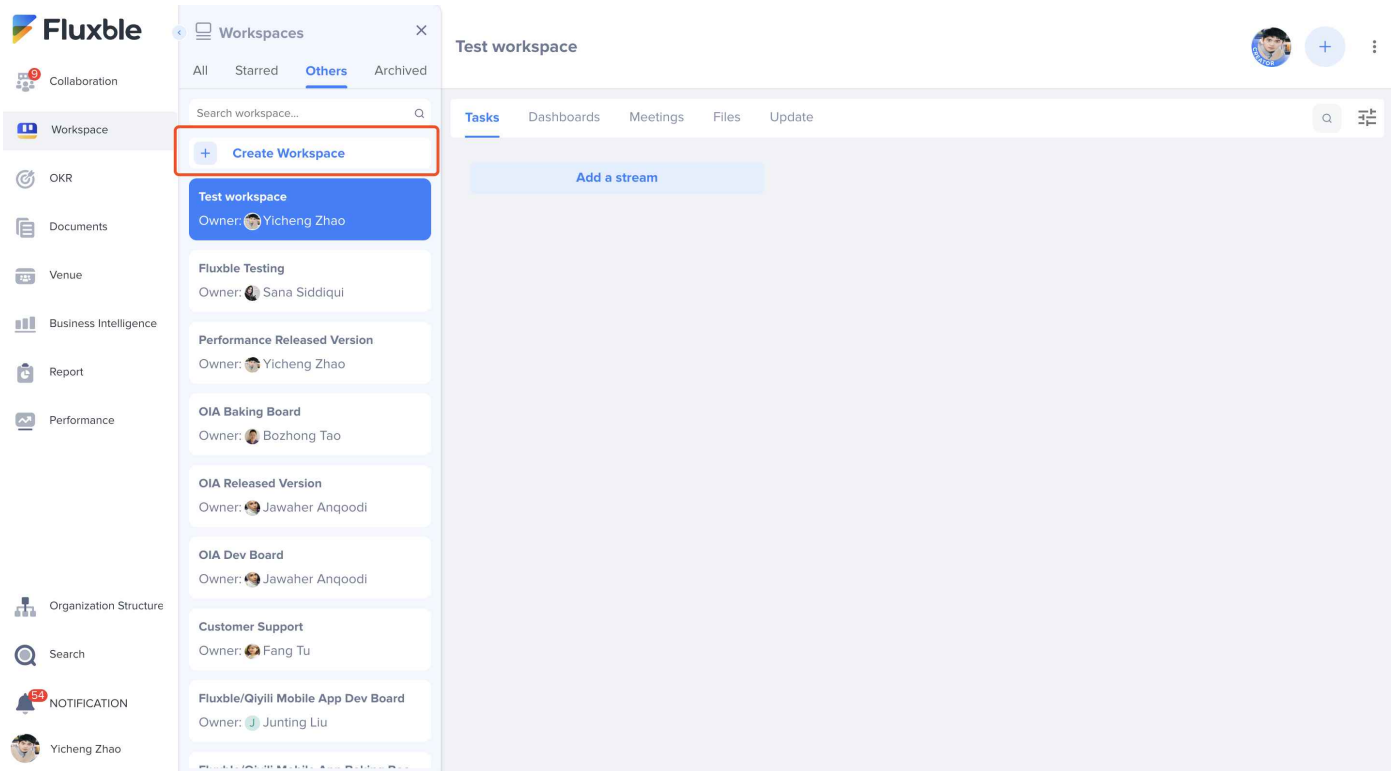 Fluxble
9
Collaboration
Workspace
OKR
Documents
Venue
Business Intelligence
Report
Performance
Organization Structure
Search
54
NOTIFICATION
Yicheng Zhao
Workspaces
All Starred Others Archived
Search workspace...
+ Create Workspace
Test workspace
Owner: Yicheng Zhao
Fluxble Testing
Owner: Sana Siddiqui
Performance Released Version
Owner: Yicheng Zhao
OIA Baking Board
Owner: Bozhong Tao
OIA Released Version
Owner: Jawaher Anqoodi
OIA Dev Board
Owner: Jawaher Anqoodi
Customer Support
Owner: Fang Tu
Fluxble/Qiyili Mobile App Dev Board
Owner: J Junting Liu
Test workspace
CREATOR
+
Tasks Dashboards Meetings Files Update
Add a stream